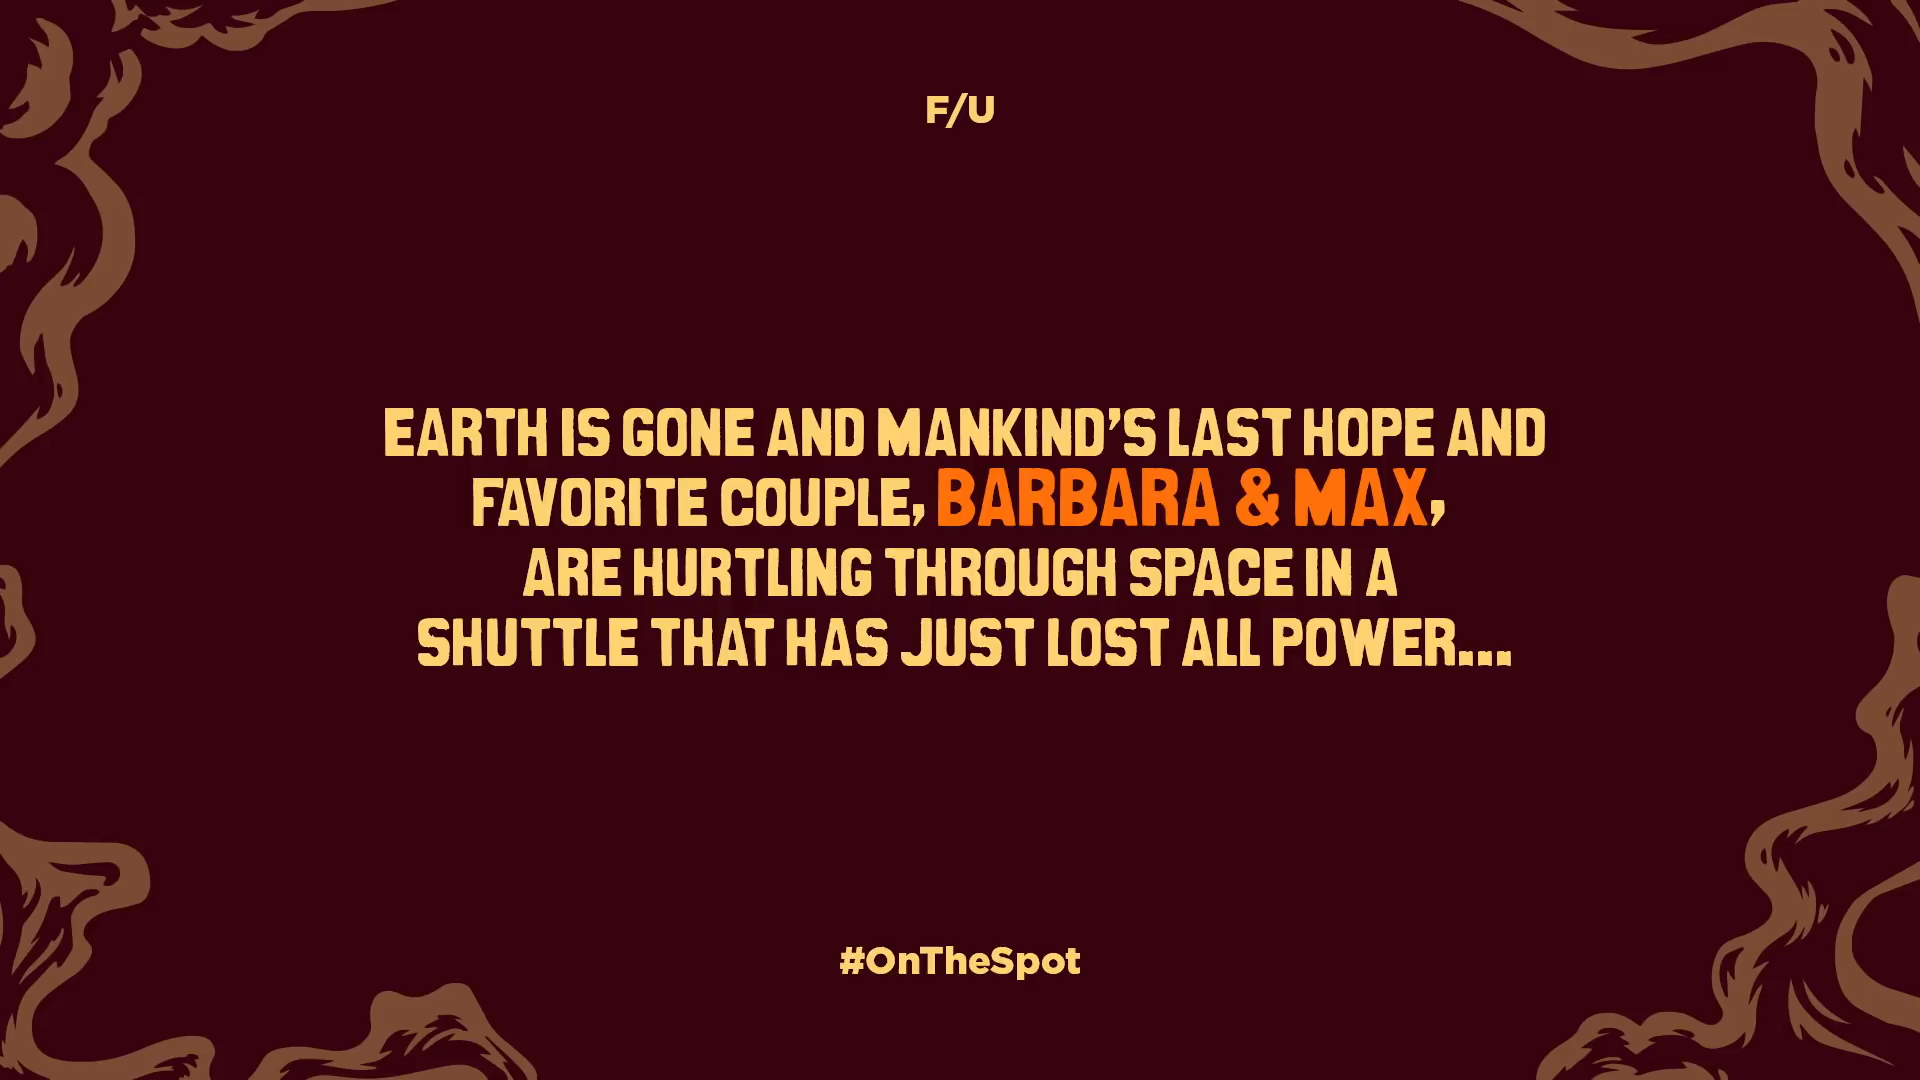 F/U
EARTH IS GONE AND MANKIND’S LAST HOPE AND
FAVORITE COUPLE, BARBARA & MAX,
ARE HURTLING THROUGH SPACE IN A
SHUTTLE THAT HAS JUST LOST ALL POWER...
#OnTheSpot